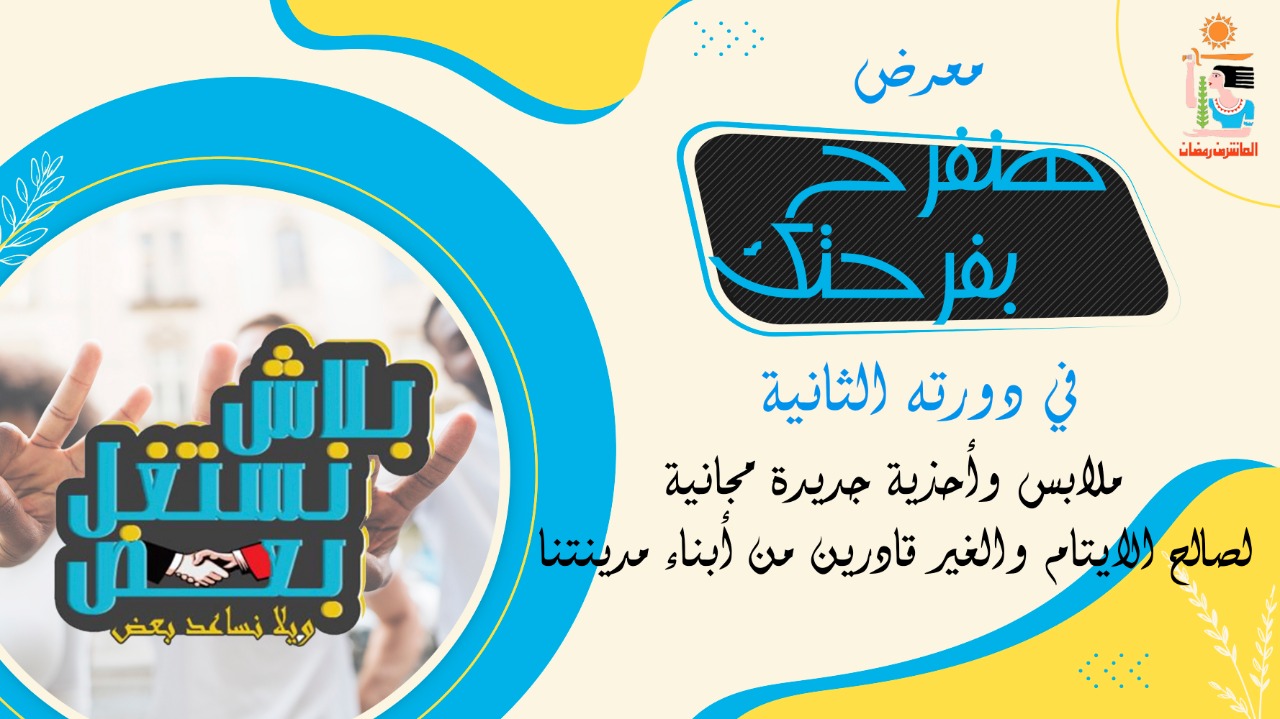 معرض
هنفرح
بفرحتك
في دورته الثانية
ملابس وأحذية جديدة مجانية
لصالح الايتام والغير قادرين من أبناء مدينتنا
العاشر من رمضان
بلاش
نستغل
بعض
ويلا نساعد بعض